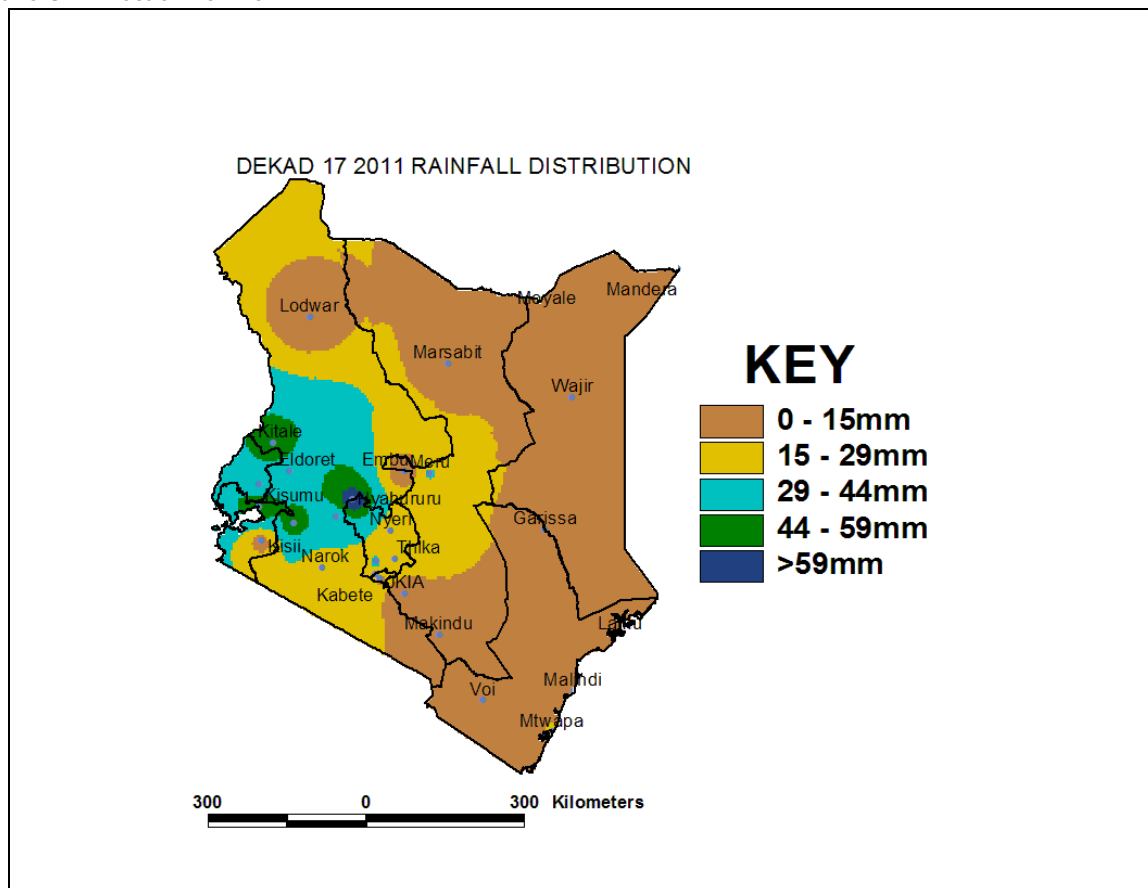 DEKAD 17 2011 RAINFALL DISTRIBUTION
Lodwar
Moyale
Mandera
Marsabit
Wajir
Kitale
Eldoret
Embu
Meru
Kisumu
Nyahururu
Nyeri
Garissa
Kisii
Narok
Thika
Kabete
JKIA
Makindu
Lamu
Voi
Malindi
Mtwapa
KEY
0 - 15mm
15 - 29mm
29 - 44mm
44 - 59mm
>59mm
300 0 300 Kilometers